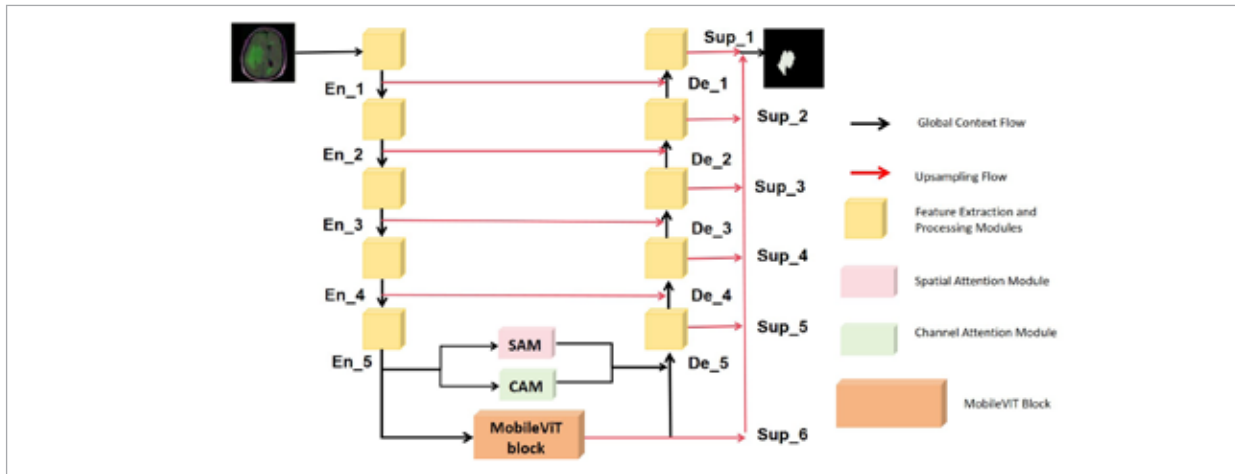 Sup_1
En_1
De_1
Sup_2
Global Context Flow
En_2
De_2
Upsampling Flow
Sup_3
En_3
De_3
Feature Extraction and
Processing Modules
Sup_4
En_4
De_4
Spatial Attention Module
Sup_5
Channel Attention Module
SAM
En_5
De_5
CAM
MobileVIT Block
MobileViT
block
Sup_6